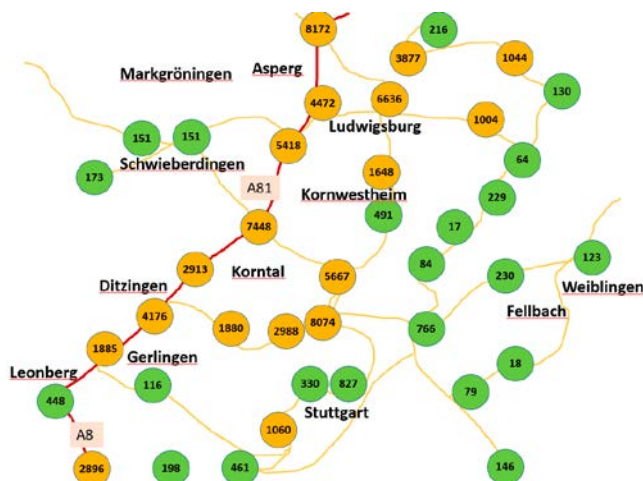 8172
216
3877
1044
Markgröningen
Asperg
130
4472
6636
1004
Ludwigsburg
151
151
5418
64
Schwieberdingen
173
1648
A81
Kornwestheim
229
491
17
7448
123
2913
Korntal
5667
84
230
Weiblingen
Ditzingen
4176
1880
2988
8074
766
Fellbach
1885
Gerlingen
18
Leonberg
116
330
827
79
448
Stuttgart
A8
1060
2896
198
461
146